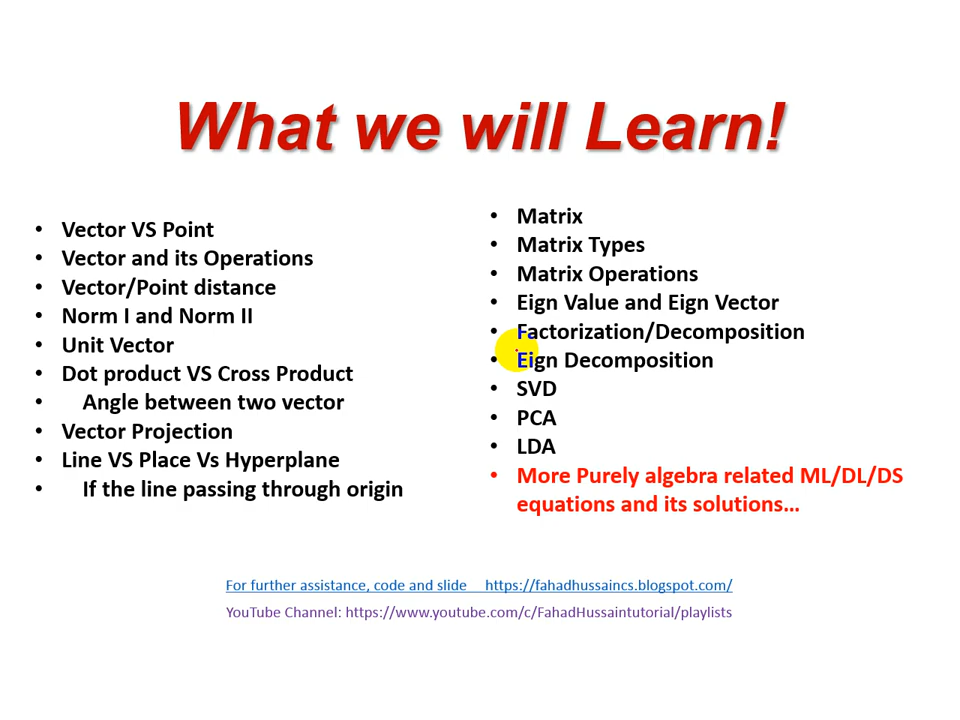 What we will Learn!
• Vector VS Point
• Vector and its Operations
• Vector/Point distance
• Norm I and Norm II
• Unit Vector
• Dot product VS Cross Product
• Angle between two vector
• Vector Projection
• Line VS Place Vs Hyperplane
• If the line passing through origin
• Matrix
• Matrix Types
• Matrix Operations
• Eign Value and Eign Vector
• Factorization/Decomposition
• Eign Decomposition
• SVD
• PCA
• LDA
• More Purely algebra related ML/DL/DS
equations and its solutions...
For further assistance, code and slide https://fahadhussaincs.blogspot.com/
YouTube Channel: https://www.youtube.com/c/FahadHussaintutorial/playlists